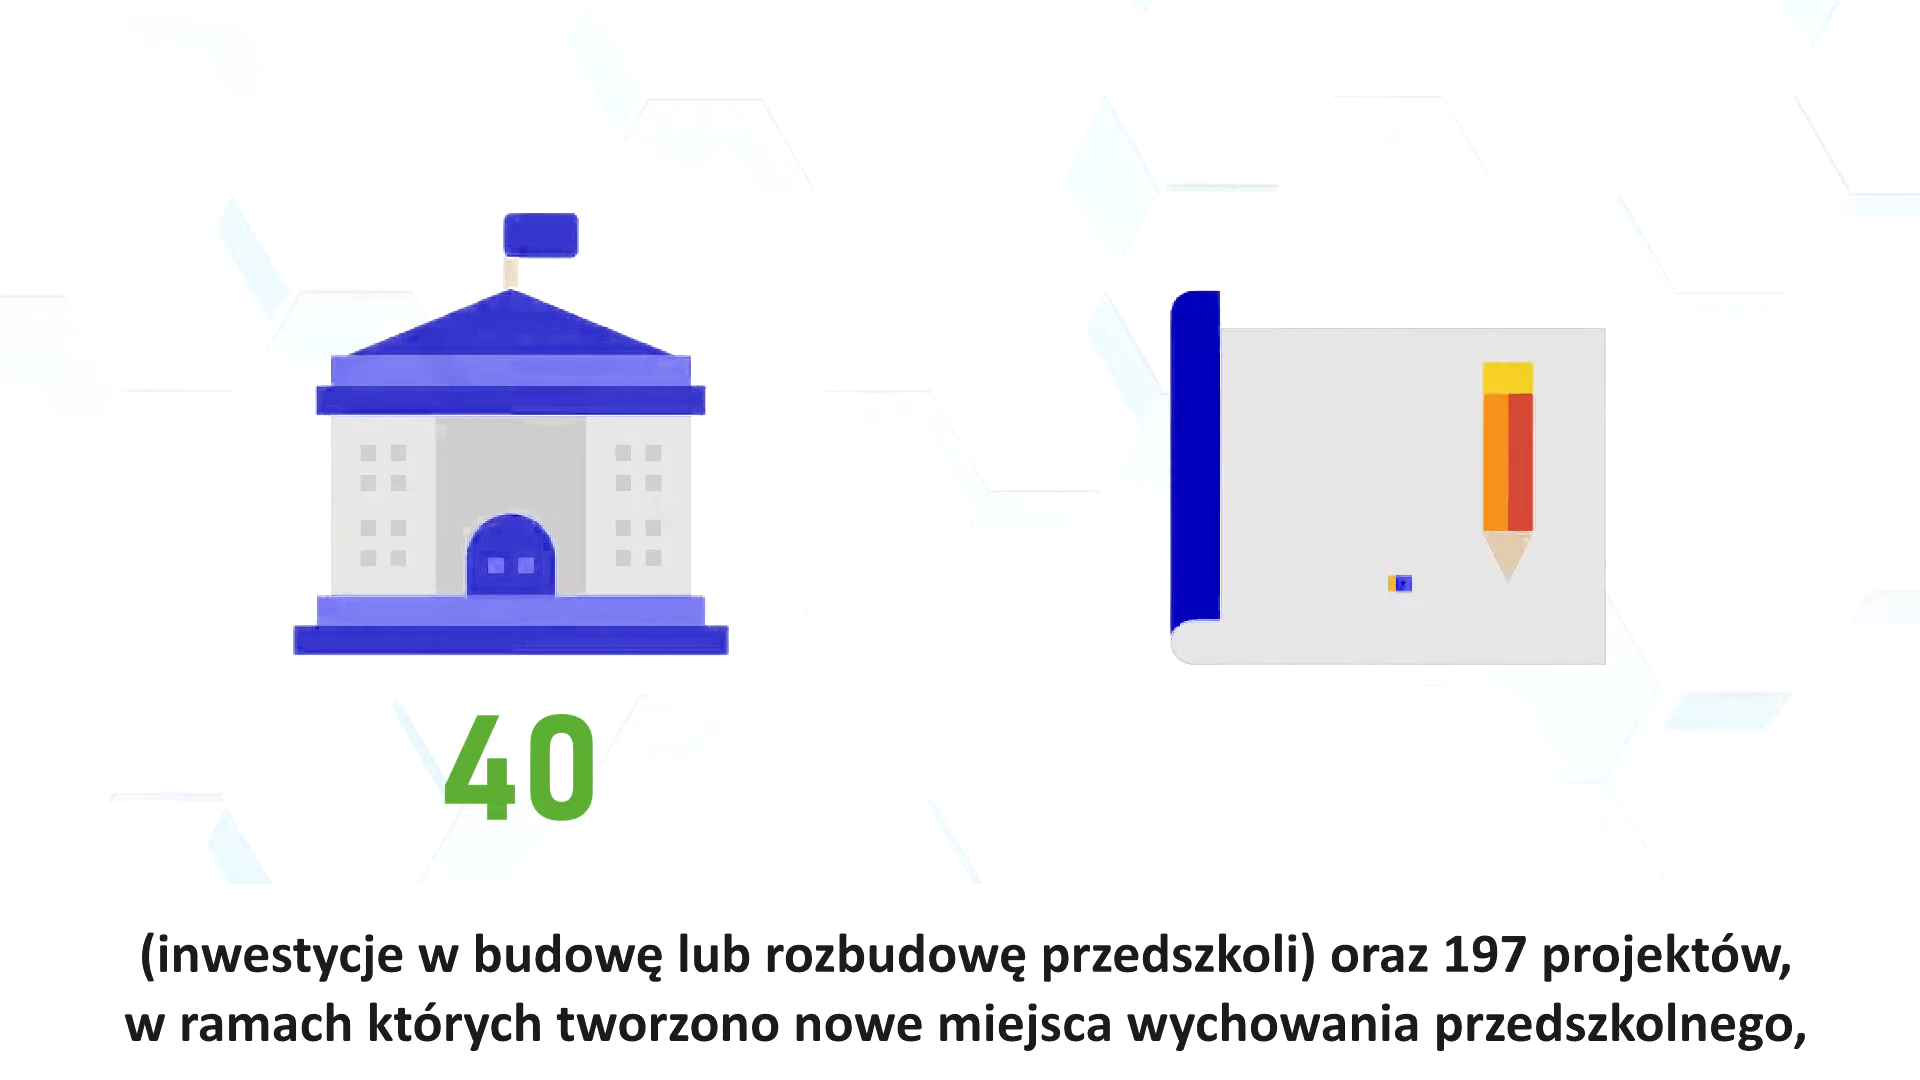 40
(inwestycje w budowę lub rozbudowę przedszkoli) oraz 197 projektów,
w ramach których tworzono nowe miejsca wychowania przedszkolnego,